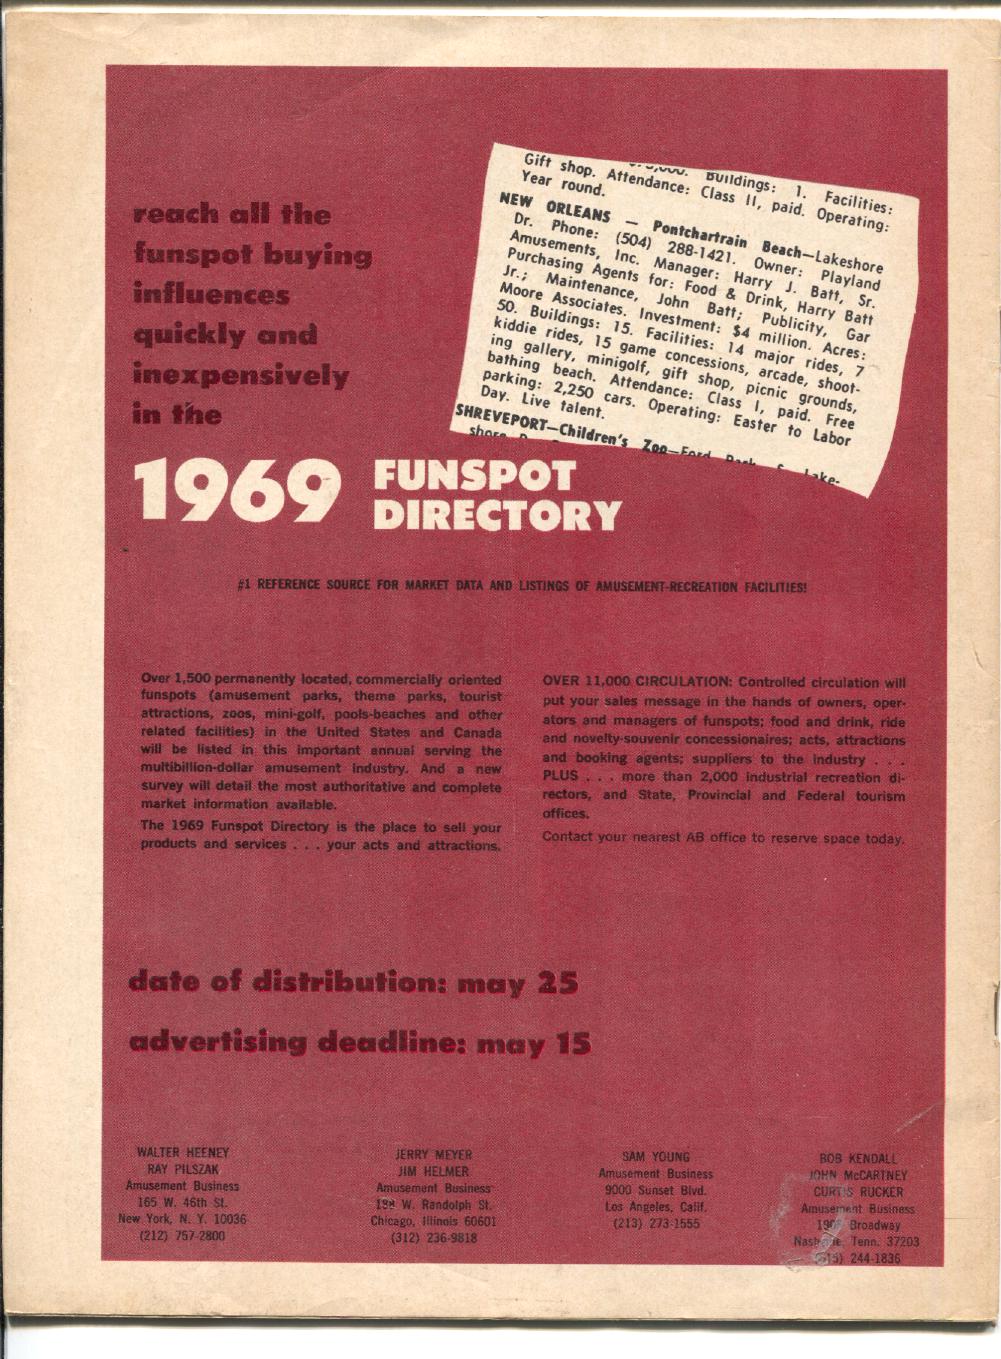 Gift shop. Attendance: Class II, paid. Operating:
Buildings: 1. Facilities:
Year round.
NEW ORLEANS — Pontchartrain Beach—Lakeshore
Dr. Phone: (504) 288-1421. Owner: Playland
Amusements, Inc. Manager: Harry J. Batt, Sr.
Purchasing Agents for: Food & Drink, Harry Batt
Jr.; Maintenance, John Batt; Publicity, Gar
Moore Associates. Investment: $4 million. Acres:
50. Buildings: 15. Facilities: 14 major rides, 7
kiddie rides, 15 game concessions, arcade, shoot-
ing gallery, minigolf, gift shop, picnic grounds,
bathing beach. Attendance: Class I, paid. Free
parking: 2,250 cars. Operating: Easter to Labor
Day. Live talent.
SHREVEPORT—Children's Zoo—Ford Park, S. Lake-
reach all the
funspot buying
influences
quickly and
inexpensively
in the
1969 FUNSPOT
DIRECTORY
#1 REFERENCE SOURCE FOR MARKET DATA AND LISTINGS OF AMUSEMENT-RECREATION FACILITIES!
Over 1,500 permanently located, commercially oriented
funspots (amusement parks, theme parks, tourist
attractions, zoos, mini-golf, pools-beaches and other
related facilities) in the United States and Canada
will be listed in this important annual serving the
multibillion-dollar amusement industry. And a new
survey will detail the most authoritative and complete
market information available.
The 1969 Funspot Directory is the place to sell your
products and services . . . your acts and attractions.
OVER 11,000 CIRCULATION: Controlled circulation will
put your sales message in the hands of owners, oper-
ators and managers of funspots; food and drink, ride
and novelty-souvenir concessionaires; acts, attractions
and booking agents; suppliers to the industry . . .
PLUS . . . more than 2,000 industrial recreation di-
rectors, and State, Provincial and Federal tourism
offices.
Contact your nearest AB office to reserve space today.
date of distribution: may 25
advertising deadline: may 15
WALTER HEENEY
RAY PILSZAK
Amusement Business
165 W. 46th St.
New York, N. Y. 10036
(212) 757-2800
JERRY MEYER
JIM HELMER
Amusement Business
W. Randolph St.
Chicago, Illinois 60601
(312) 236-9818
SAM YOUNG
Amusement Business
9000 Sunset Blvd.
Los Angeles, Calif.
(213) 273-1555
BOB KENDALL
JOHN McCARTNEY
CURTIS RUCKER
Amusement Business
Broadway
Nashville, Tenn. 37203
(615) 244-1836